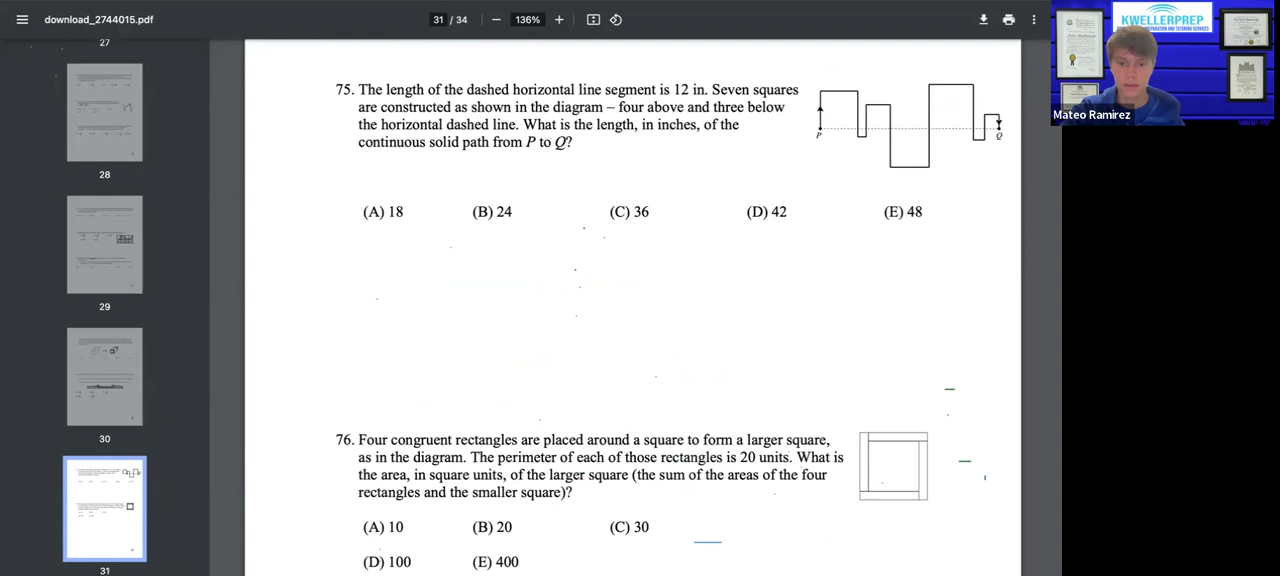 download_2744015.pdf
31 / 34
136%
KWELLERPREP
Mateo Ramirez
27
28
29
30
31
75. The length of the dashed horizontal line segment is 12 in. Seven squares
are constructed as shown in the diagram – four above and three below
the horizontal dashed line. What is the length, in inches, of the
continuous solid path from P to Q?
P
Q
(A) 18 (B) 24 (C) 36 (D) 42 (E) 48
76. Four congruent rectangles are placed around a square to form a larger square,
as in the diagram. The perimeter of each of those rectangles is 20 units. What is
the area, in square units, of the larger square (the sum of the areas of the four
rectangles and the smaller square)?
(A) 10 (B) 20 (C) 30
(D) 100 (E) 400